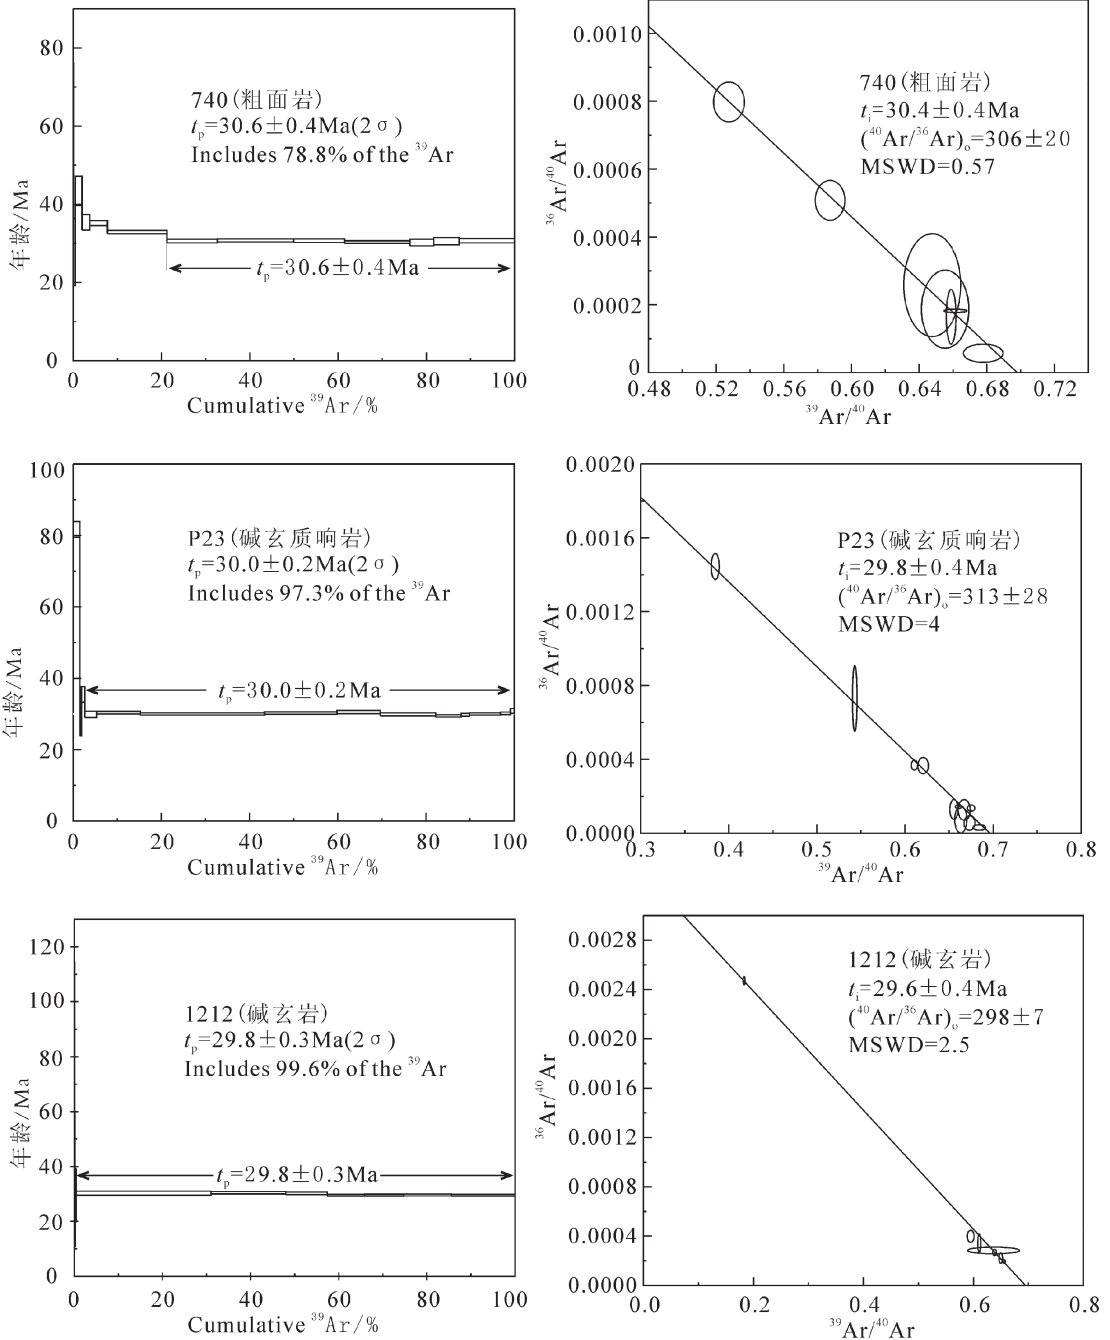 80
60
40
20
0
年龄/Ma
740(粗面岩)
tp=30.6±0.4Ma(2σ)
Includes 78.8% of the ³⁹Ar
tp=30.6±0.4Ma
0 20 40 60 80 100
Cumulative ³⁹Ar/%
0.0010
0.0008
0.0006
0.0004
0.0002
0
³⁶Ar/⁴⁰Ar
740(粗面岩)
ti=30.4±0.4Ma
(⁴⁰Ar/³⁶Ar)o=306±20
MSWD=0.57
0.48 0.52 0.56 0.60 0.64 0.68 0.72
³⁹Ar/⁴⁰Ar
100
80
60
40
20
0
年龄/Ma
P23(碱玄质响岩)
tp=30.0±0.2Ma(2σ)
Includes 97.3% of the ³⁹Ar
tp=30.0±0.2Ma
0 20 40 60 80 100
Cumulative ³⁹Ar/%
0.0020
0.0016
0.0012
0.0008
0.0004
0.0000
³⁶Ar/⁴⁰Ar
P23(碱玄质响岩)
ti=29.8±0.4Ma
(⁴⁰Ar/³⁶Ar)o=313±28
MSWD=4
0.3 0.4 0.5 0.6 0.7 0.8
³⁹Ar/⁴⁰Ar
120
100
80
60
40
20
0
年龄/Ma
1212(碱玄岩)
tp=29.8±0.3Ma(2σ)
Includes 99.6% of the ³⁹Ar
tp=29.8±0.3Ma
0 20 40 60 80 100
Cumulative ³⁹Ar/%
0.0028
0.0024
0.0020
0.0016
0.0012
0.0008
0.0004
0.0000
³⁶Ar/⁴⁰Ar
1212(碱玄岩)
ti=29.6±0.4Ma
(⁴⁰Ar/³⁶Ar)o=298±7
MSWD=2.5
0.0 0.2 0.4 0.6 0.8
³⁹Ar/⁴⁰Ar